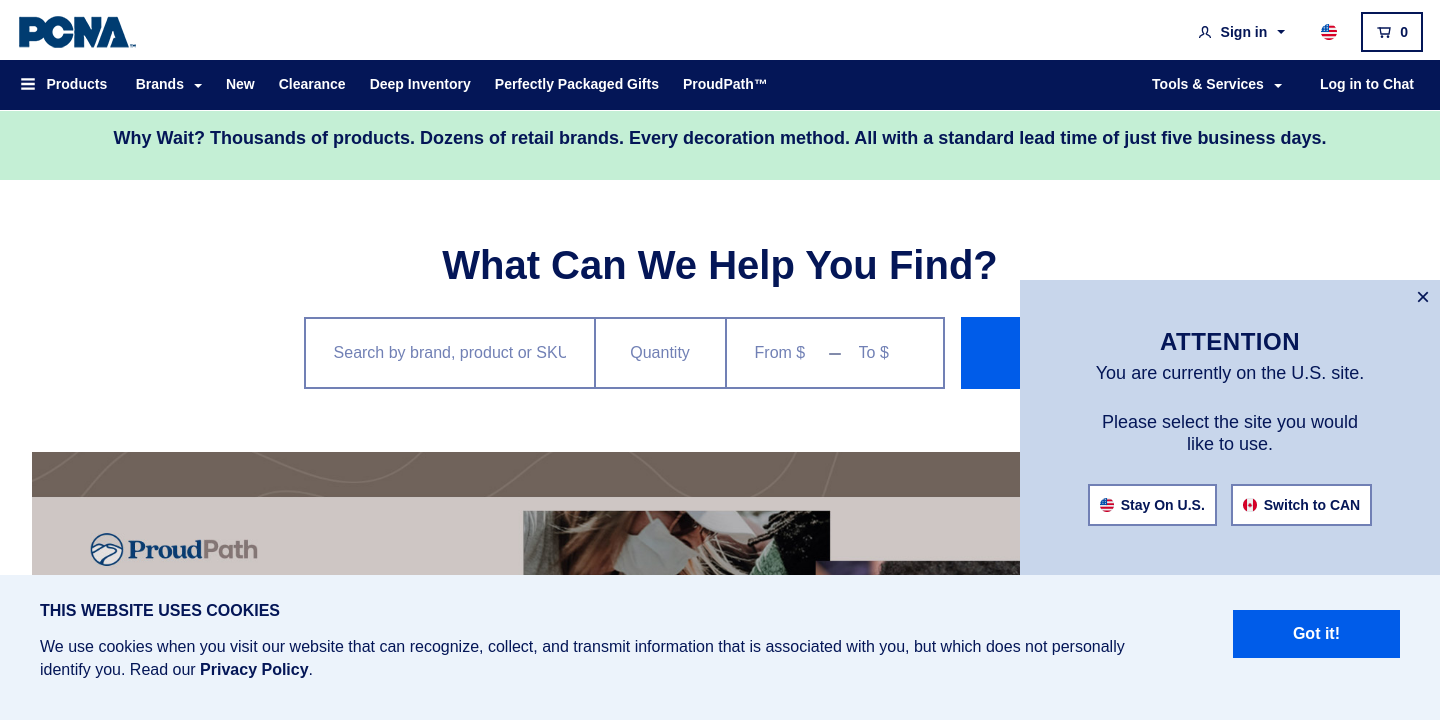 PCNA
Sign in
0
Products
Brands
New
Clearance
Deep Inventory
Perfectly Packaged Gifts
ProudPath™
Tools & Services
Log in to Chat
Why Wait? Thousands of products. Dozens of retail brands. Every decoration method. All with a standard lead time of just five business days.
What Can We Help You Find?
Search by brand, product or SKU
Quantity
From $
To $
×
ATTENTION
You are currently on the U.S. site.
Please select the site you would
like to use.
Stay On U.S.
Switch to CAN
ProudPath
THIS WEBSITE USES COOKIES
We use cookies when you visit our website that can recognize, collect, and transmit information that is associated with you, but which does not personally
identify you. Read our Privacy Policy.
Got it!